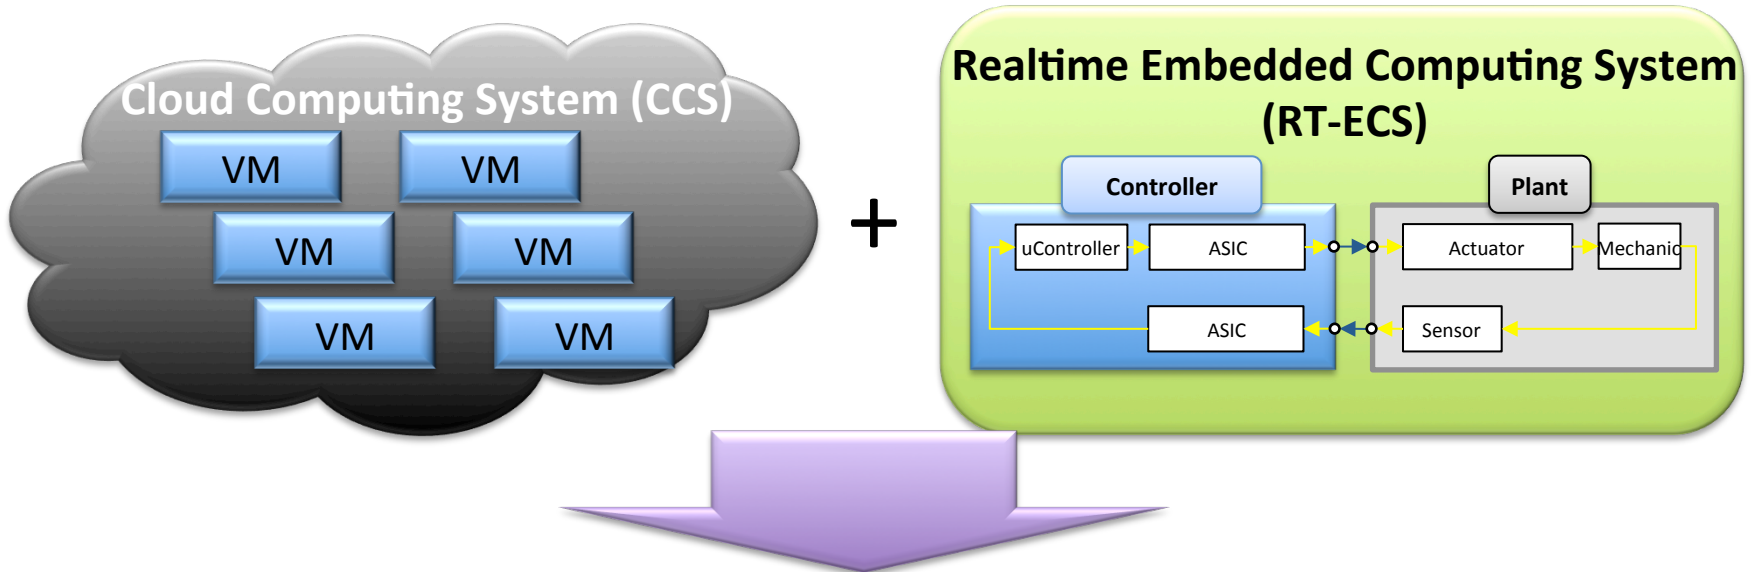 Cloud Computing System (CCS)
VM VM
VM VM
VM VM
+
Realtime Embedded Computing System
(RT-ECS)
Controller
uController ASIC
ASIC
Plant
Actuator Mechanic
Sensor